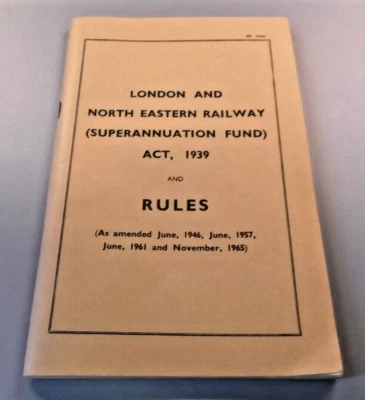 LONDON AND
NORTH EASTERN RAILWAY
(SUPERANNUATION FUND)
ACT, 1939
AND
RULES
(As amended June, 1946, June, 1957,
June, 1961 and November, 1965)